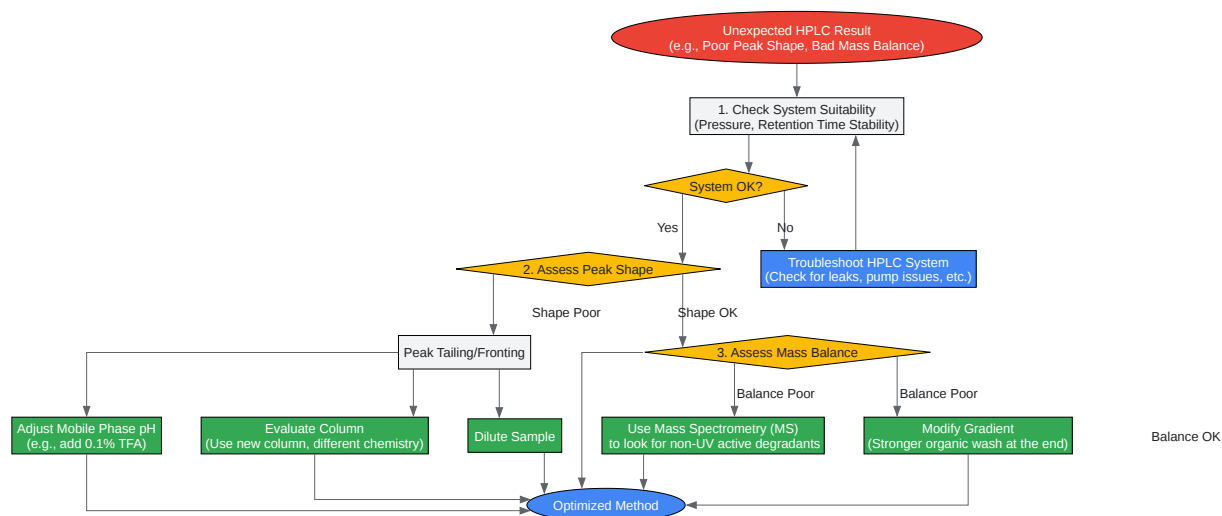 Unexpected HPLC Result
(e.g., Poor Peak Shape, Bad Mass Balance)
1. Check System Suitability
(Pressure, Retention Time Stability)
System OK?
Yes
No
Troubleshoot HPLC System
(Check for leaks, pump issues, etc.)
2. Assess Peak Shape
Shape Poor
Shape OK
Peak Tailing/Fronting
3. Assess Mass Balance
Balance Poor
Balance Poor
Adjust Mobile Phase pH
(e.g., add 0.1% TFA)
Evaluate Column
(Use new column, different chemistry)
Dilute Sample
Use Mass Spectrometry (MS)
to look for non-UV active degradants
Modify Gradient
(Stronger organic wash at the end)
Balance OK
Optimized Method